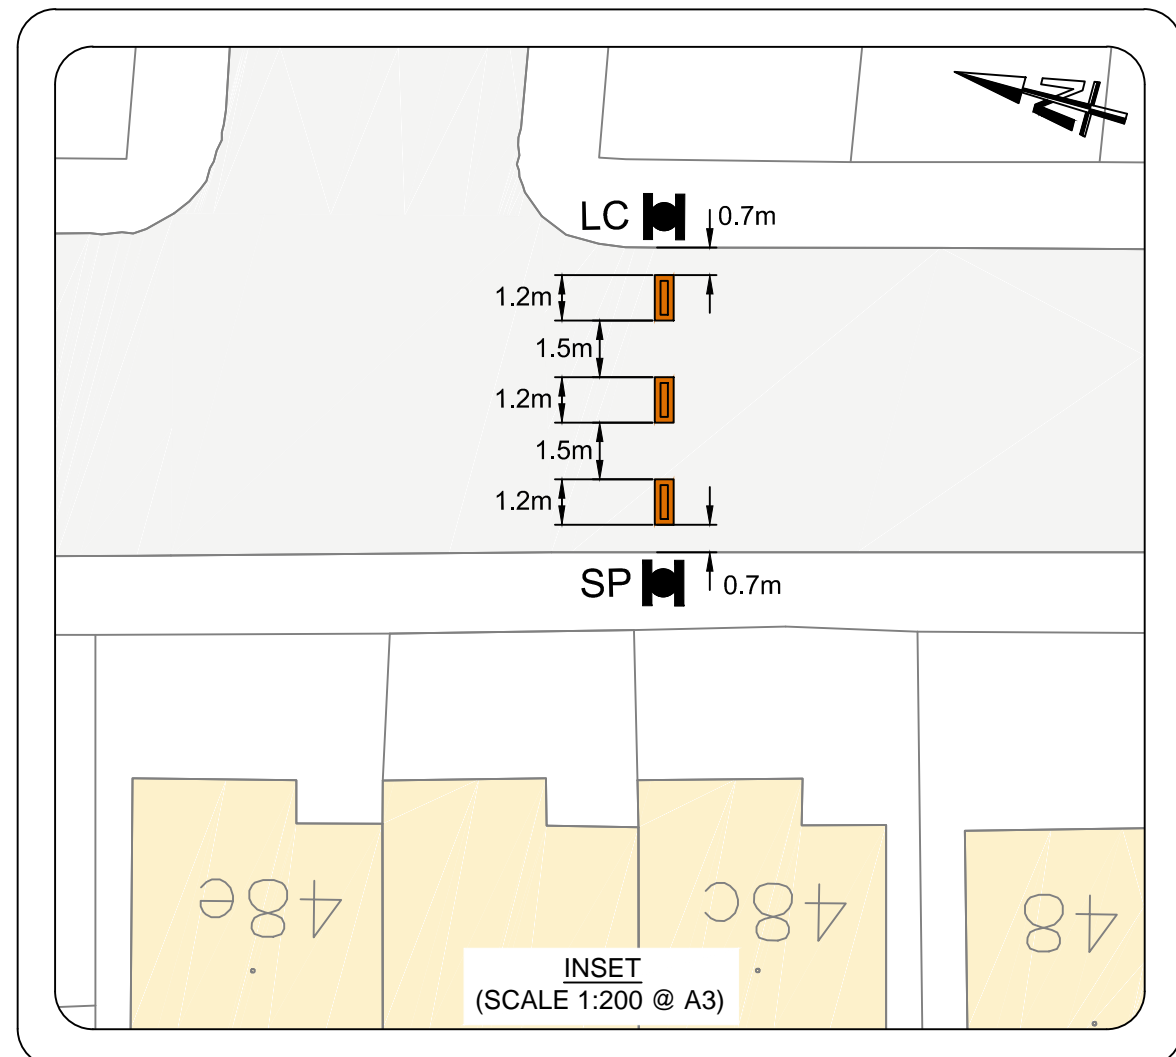 N
LC
0.7m
1.2m
1.5m
1.2m
1.5m
1.2m
SP
0.7m
48e
48c
48
INSET
(SCALE 1:200 @ A3)